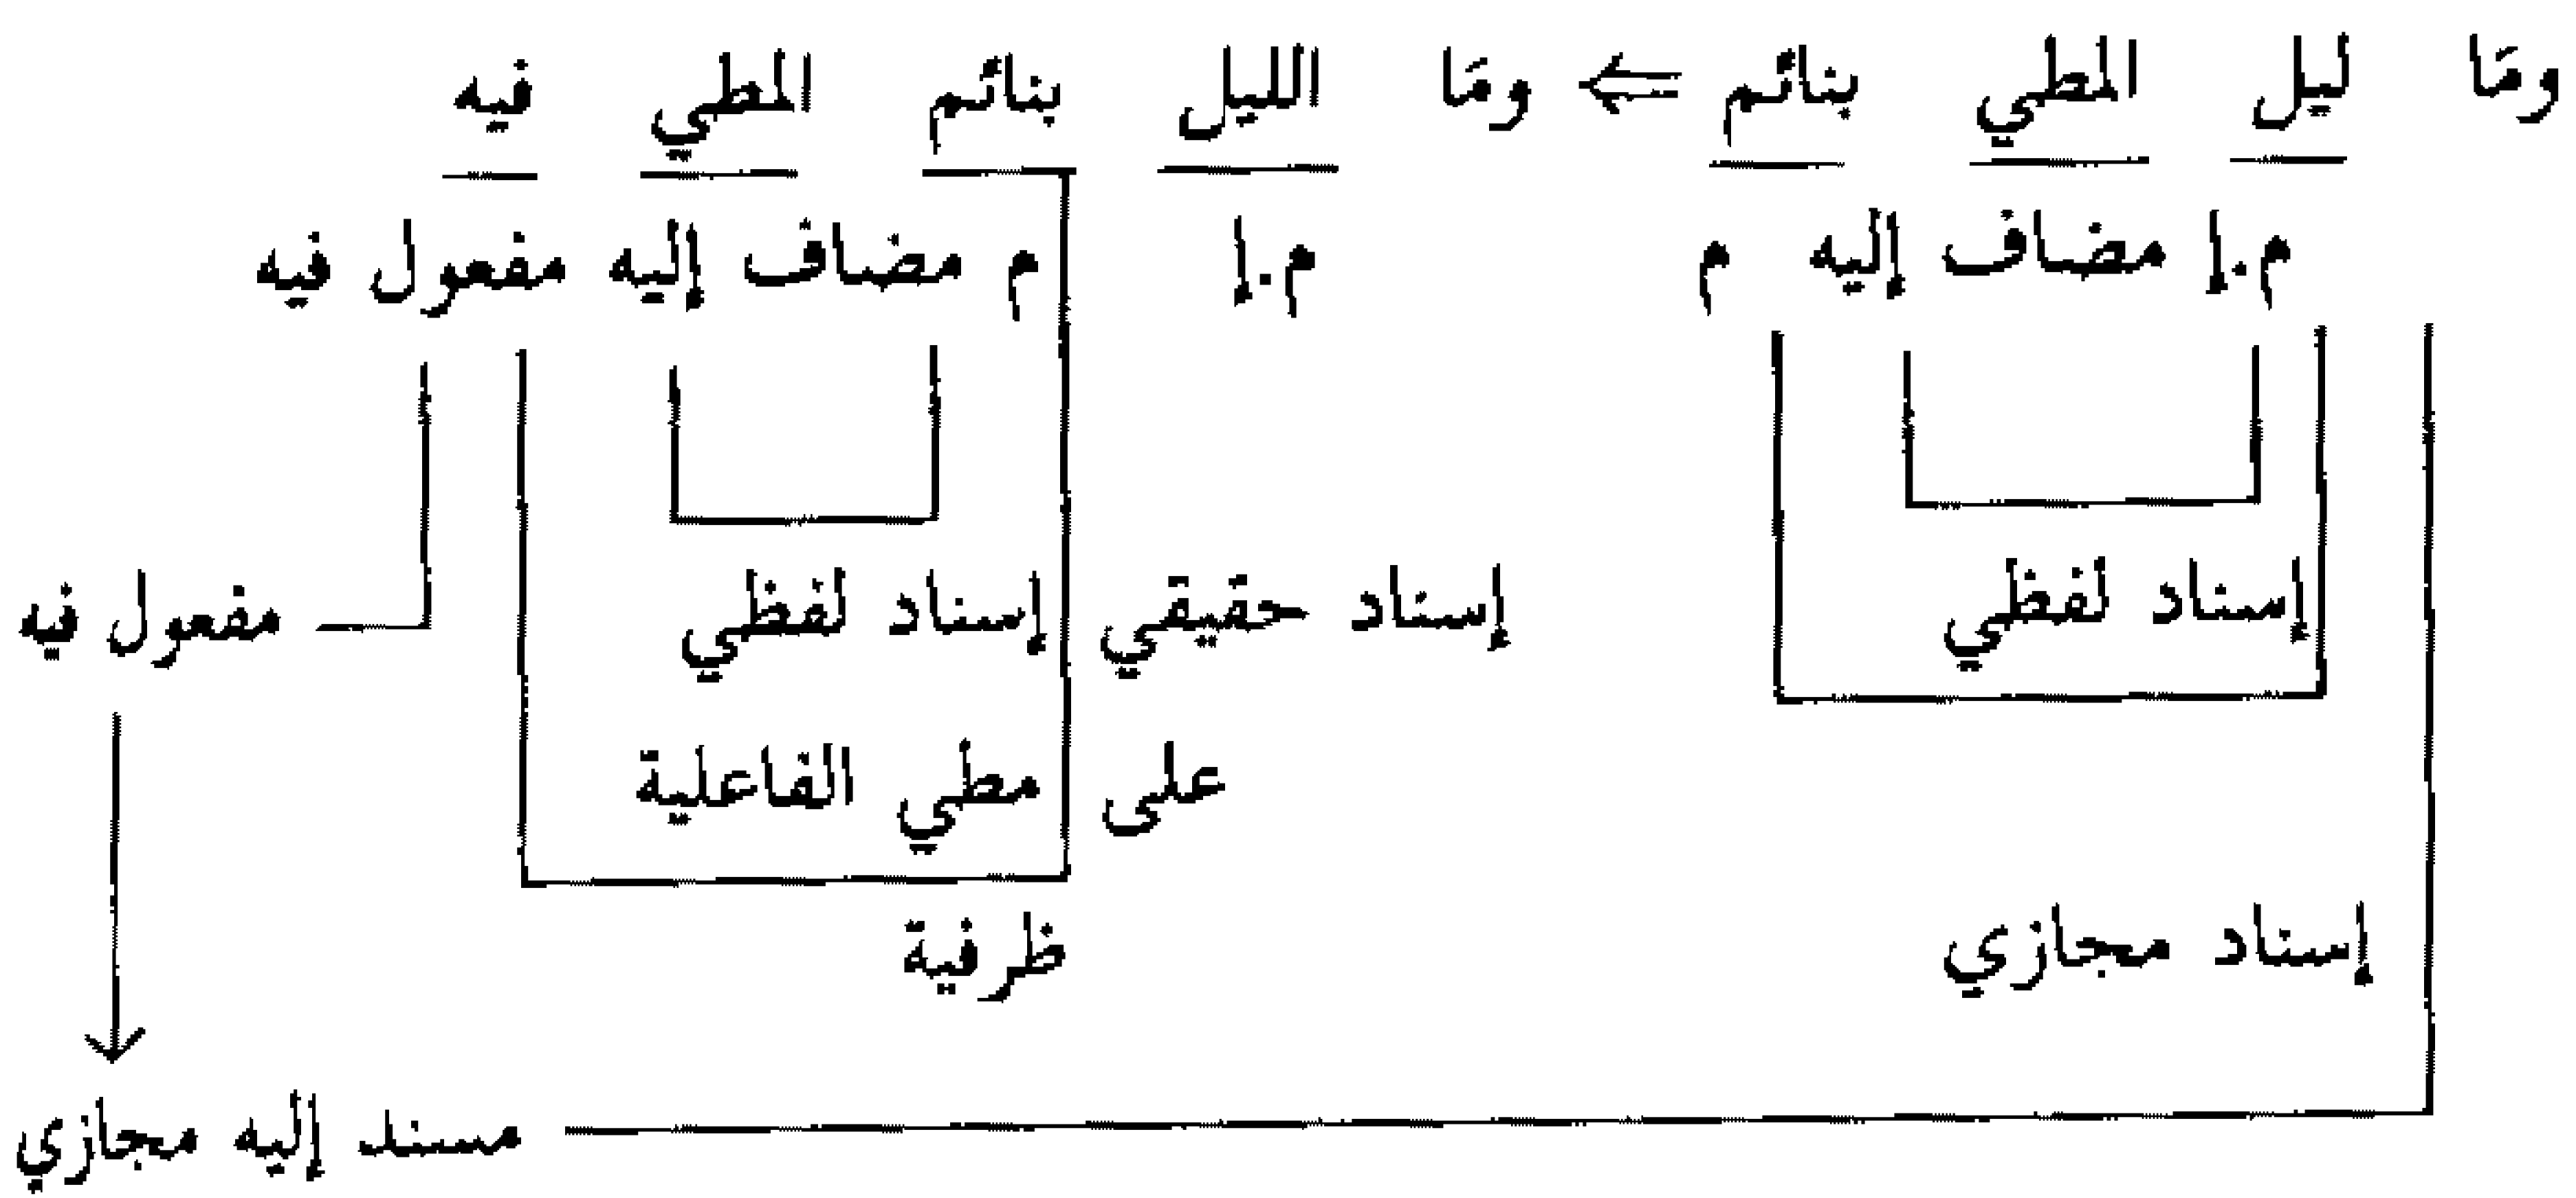 ومَا ليل المطي بنائم ⇐ ومَا الليل بنائم المطي فيه
م.إ مضاف إليه م م.إ م مضاف إليه مفعول فيه
إسناد لفظي إسناد حقيقي إسناد لفظي مفعول فيه
على مطي الفاعلية
إسناد مجازي ظرفية
مسند إليه مجازي